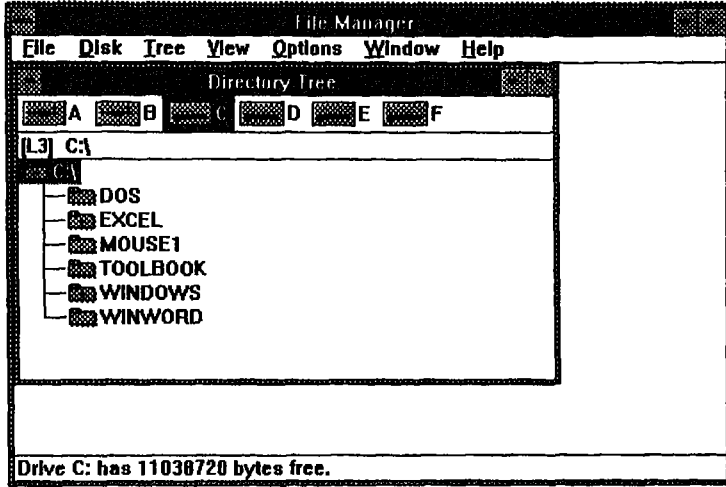 File Manager
File Disk Tree View Options Window Help
Directory Tree
A B C D E F
[L3] C:\
C:\
DOS
EXCEL
MOUSE1
TOOLBOOK
WINDOWS
WINWORD
Drive C: has 11038720 bytes free.